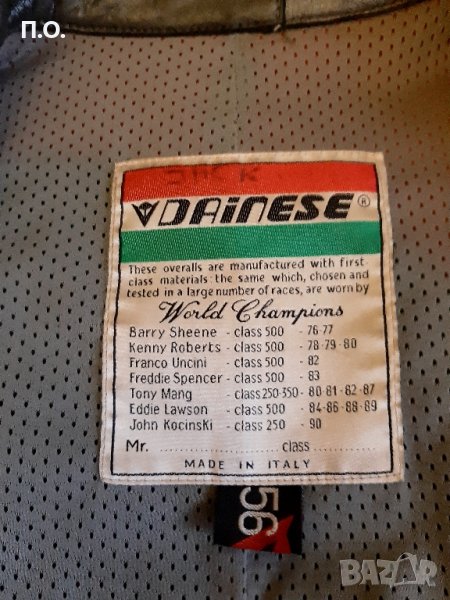 п.о.
DAiNESE®
These overalls are manufactured with first
class materials: the same which, chosen and
tested in a large number of races, are worn by
World Champions
Barry Sheene - class 500 - 76-77
Kenny Roberts - class 500 - 78-79-80
Franco Uncini - class 500 - 82
Freddie Spencer - class 500 - 83
Tony Mang - class 250-350 - 80-81-82-87
Eddie Lawson - class 500 - 84-86-88-89
John Kocinski - class 250 - 90
Mr. .................... class ....................
MADE IN ITALY
56
BAZAR